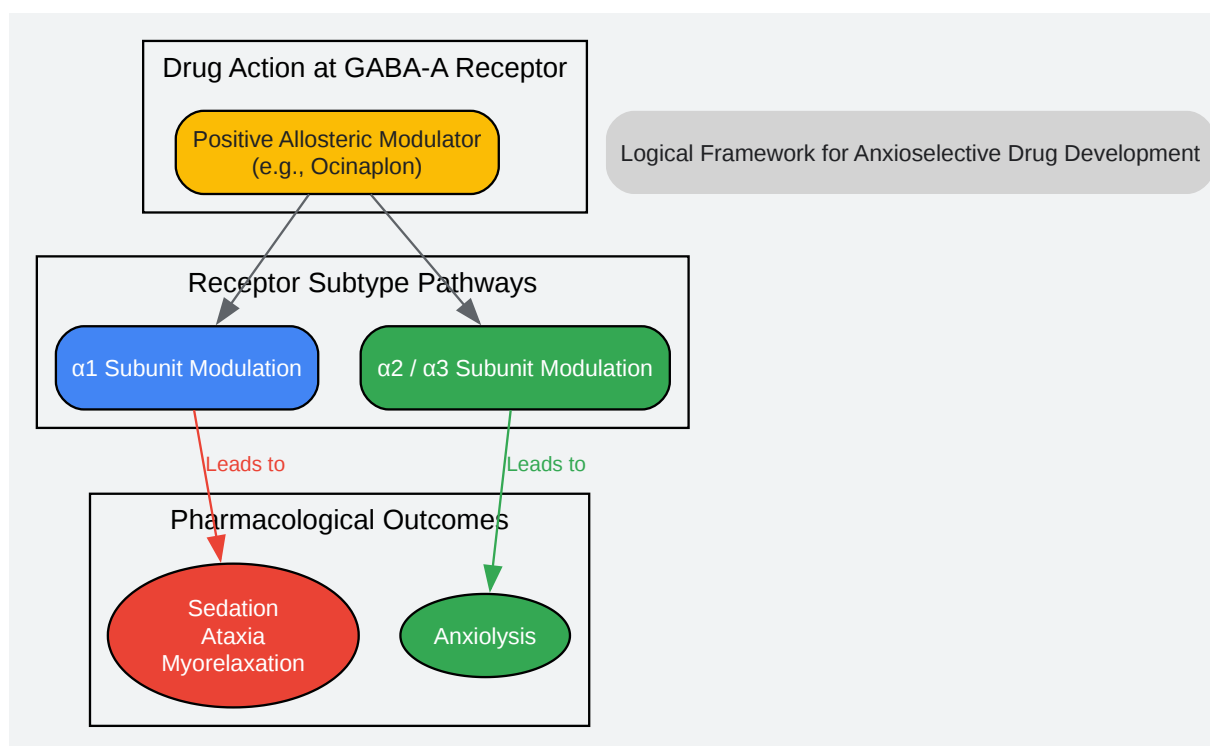 Drug Action at GABA-A Receptor
Positive Allosteric Modulator
(e.g., Ocinaplon)
Logical Framework for Anxioselective Drug Development
Receptor Subtype Pathways
α1 Subunit Modulation
α2 / α3 Subunit Modulation
Leads to
Leads to
Pharmacological Outcomes
Sedation
Ataxia
Myorelaxation
Anxiolysis